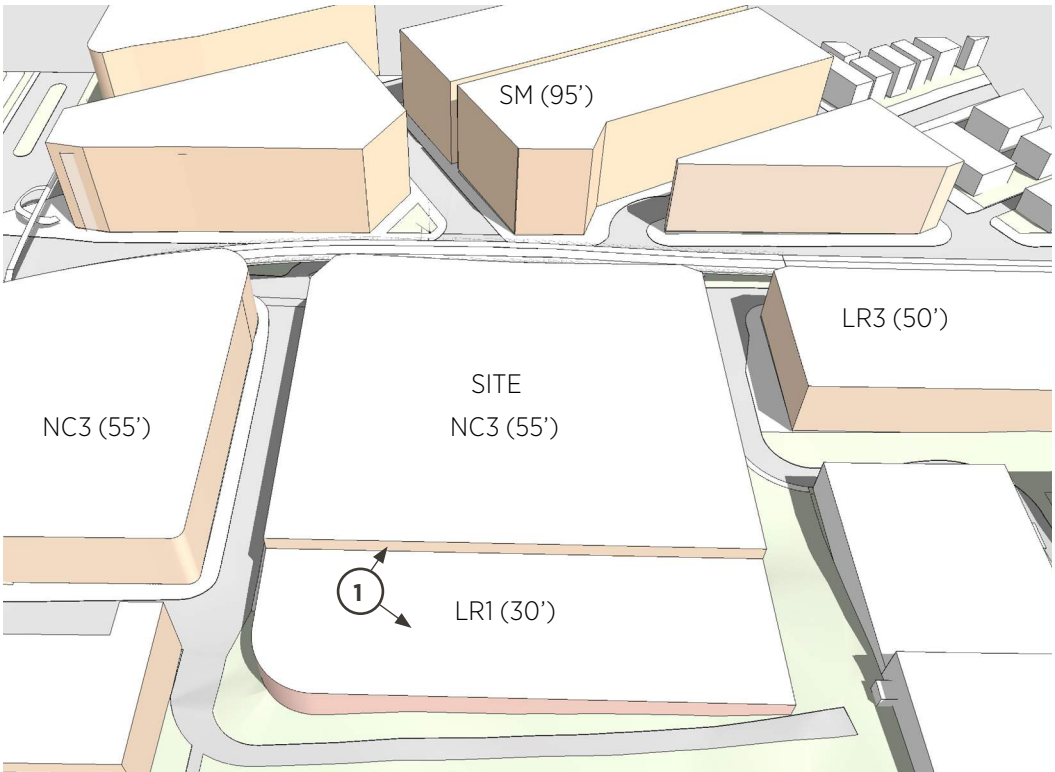 SM (95’)
LR3 (50’)
SITE
NC3 (55’)
NC3 (55’)
1
LR1 (30’)